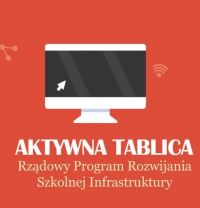 AKTYWNA TABLICA
Rządowy Program Rozwijania
Szkolnej Infrastruktury